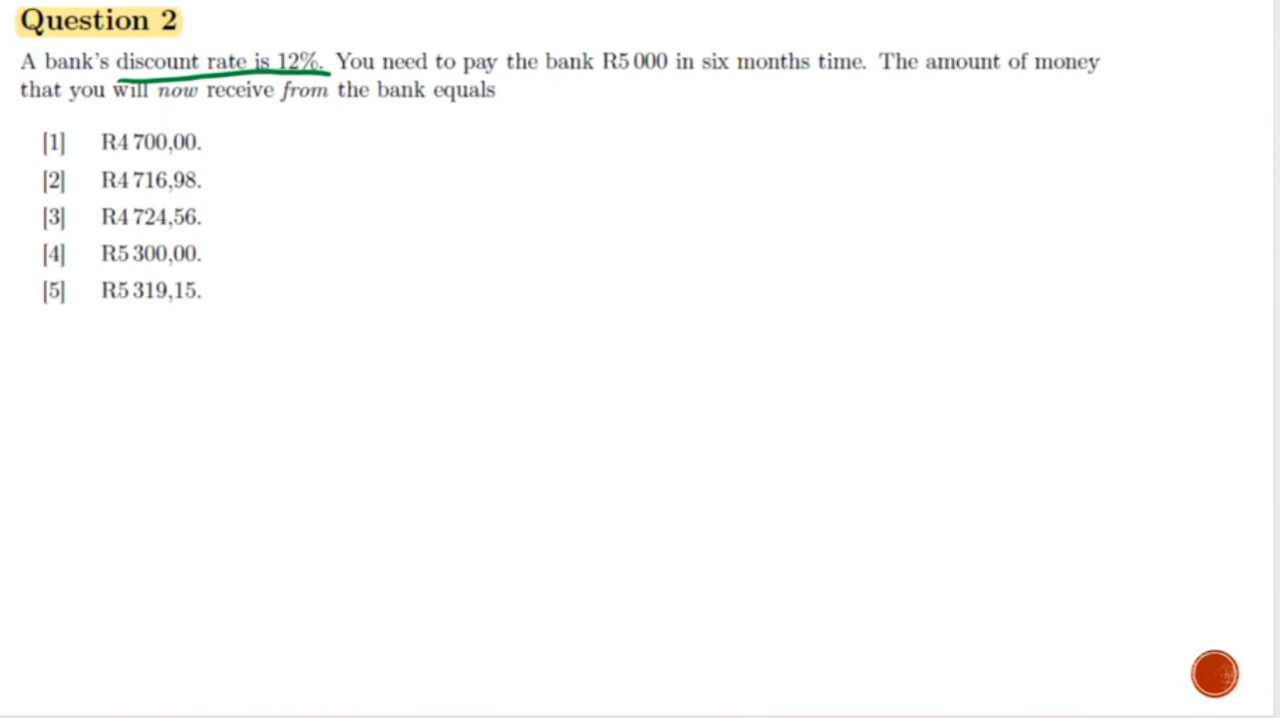 Question 2
A bank's discount rate is 12%. You need to pay the bank R5 000 in six months time. The amount of money
that you will now receive from the bank equals
[1] R4 700,00.
[2] R4 716,98.
[3] R4 724,56.
[4] R5 300,00.
[5] R5 319,15.